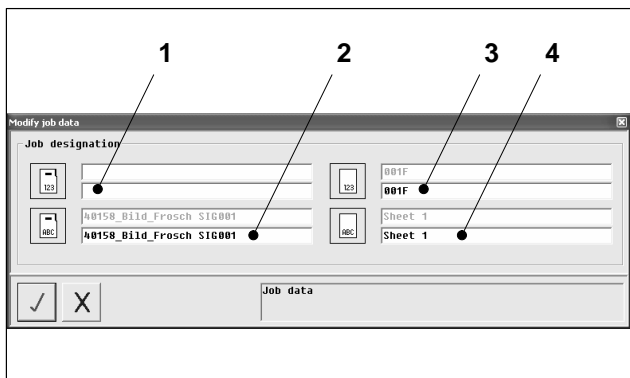 1 2 3 4
Modify job data
Job designation
123
123
001F
001F
ABC
40158_Bild_Frosch SIG001
40158_Bild_Frosch SIG001
ABC
Sheet 1
Sheet 1
Job data